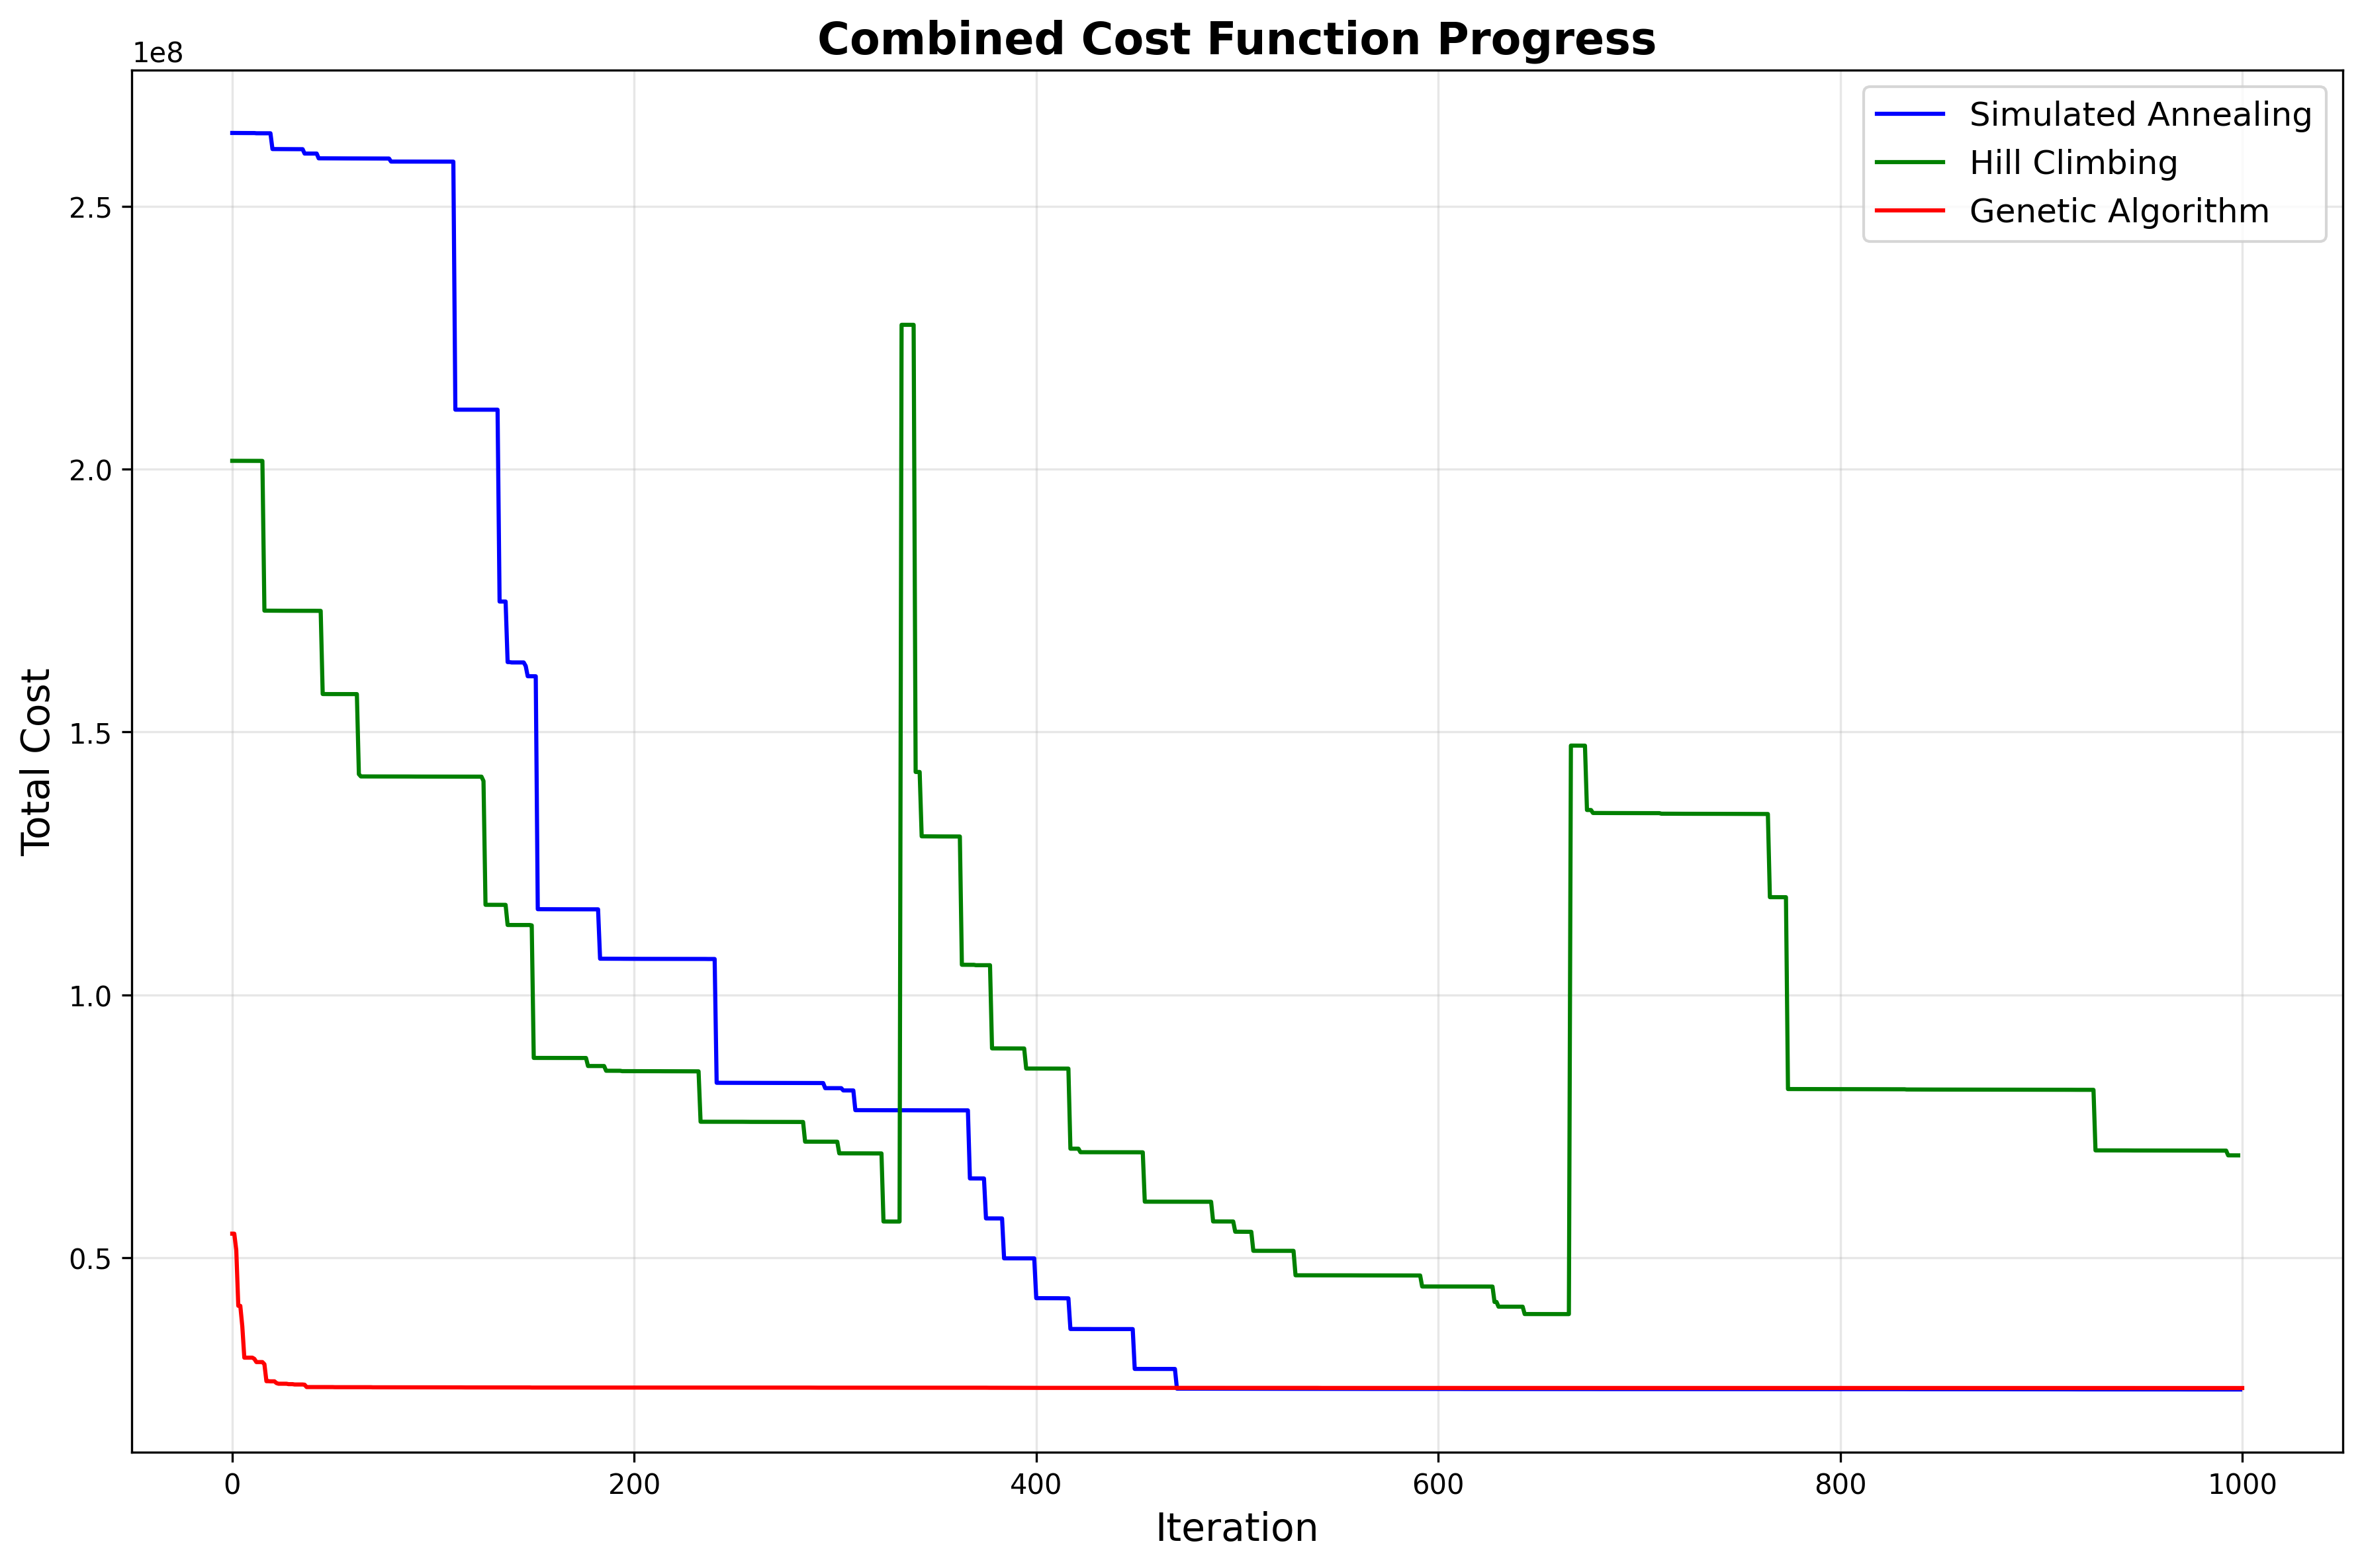 Combined Cost Function Progress
1e8
Simulated Annealing
Hill Climbing
Genetic Algorithm
2.5
2.0
1.5
1.0
0.5
Total Cost
0 200 400 600 800 1000
Iteration